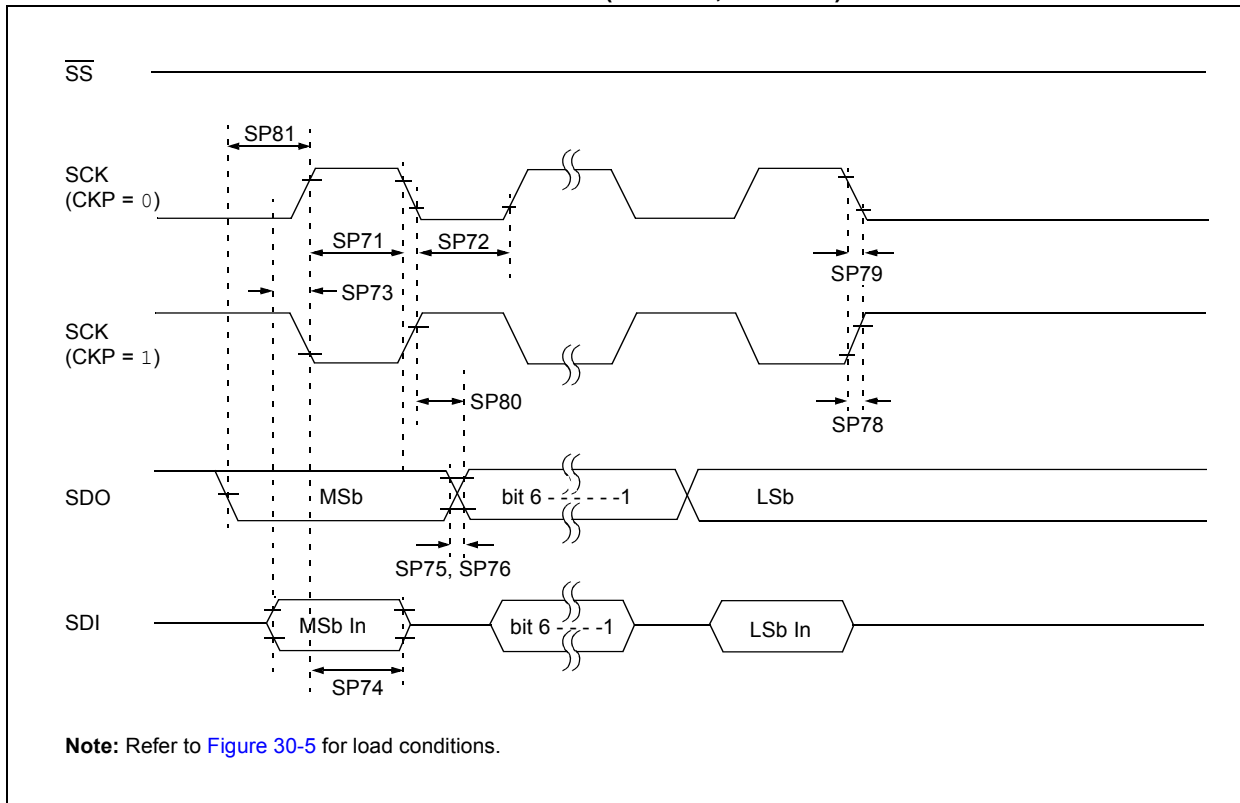 SS
SP81
SCK
(CKP = 0)
SP71
SP72
SP79
SP73
SCK
(CKP = 1)
SP80
SP78
SDO
MSb
bit 6 - - - - - -1
LSb
SP75, SP76
SDI
MSb In
bit 6 - - - -1
LSb In
SP74
Note: Refer to Figure 30-5 for load conditions.